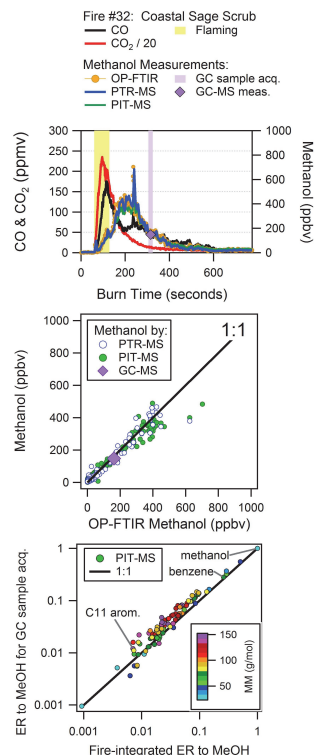 Fire #32: Coastal Sage Scrub
CO
Flaming
CO2 / 20
Methanol Measurements:
OP-FTIR
GC sample acq.
PTR-MS
GC-MS meas.
PIT-MS
300
250
200
150
100
50
0
CO & CO2 (ppmv)
1000
800
600
400
200
0
Methanol (ppbv)
0
200
400
600
Burn Time (seconds)
Methanol by:
PTR-MS
PIT-MS
GC-MS
1:1
1000
800
600
400
200
0
Methanol (ppbv)
0
200
400
600
800
1000
OP-FTIR Methanol (ppbv)
PIT-MS
1:1
methanol
benzene
C11 arom.
1
0.1
0.01
0.001
ER to MeOH for GC sample acq.
150
100
50
MM (g/mol)
0.001
0.01
0.1
1
Fire-integrated ER to MeOH